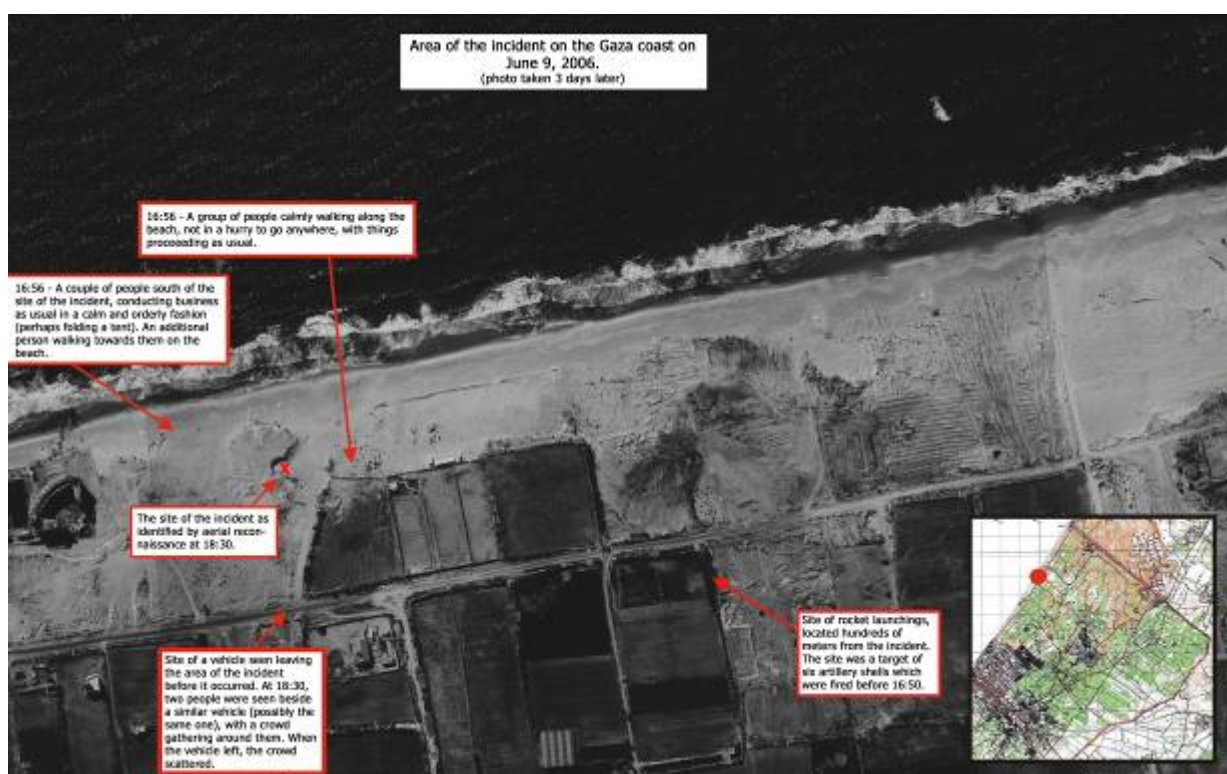 Area of the incident on the Gaza coast on
June 9, 2006.
(photo taken 3 days later)
16:56 - A group of people calmly walking along the
beach, not in a hurry to go anywhere, with things
proceeding as usual.
16:56 - A couple of people south of the
site of the incident, conducting business
as usual in a calm and orderly fashion
(perhaps folding a tent). An additional
person walking towards them on the
beach.
X
The site of the incident as
identified by aerial recon-
naissance at 18:30.
Site of a vehicle seen leaving
the area of the incident
before it occurred. At 18:30,
two people were seen beside
a similar vehicle (possibly the
same one), with a crowd
gathering around them. When
the vehicle left, the crowd
scattered.
Site of rocket launchings,
located hundreds of
meters from the incident.
The site was a target of
six artillery shells which
were fired before 16:50.